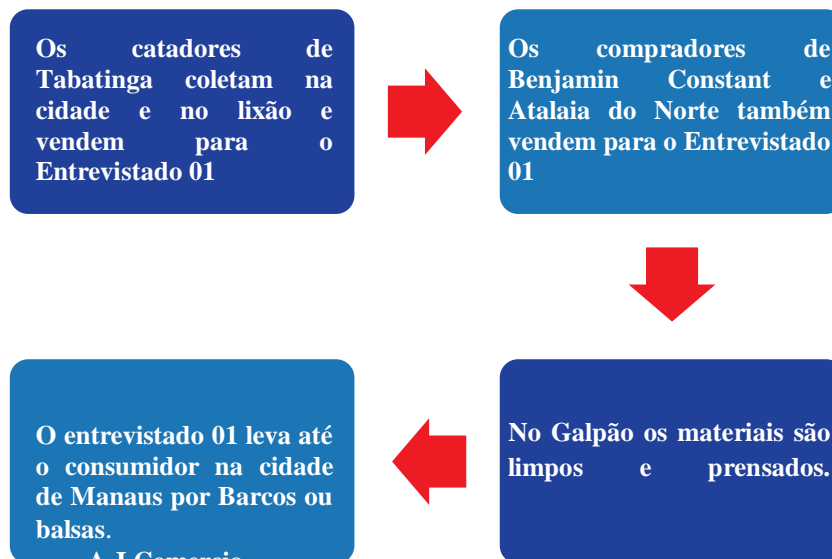 Os catadores de
Tabatinga coletam na
cidade e no lixão e
vendem para o
Entrevistado 01
Os compradores de
Benjamin Constant e
Atalaia do Norte também
vendem para o Entrevistado
01
No Galpão os materiais são
limpos e prensados.
O entrevistado 01 leva até
o consumidor na cidade
de Manaus por Barcos ou
balsas.
A J Comercio